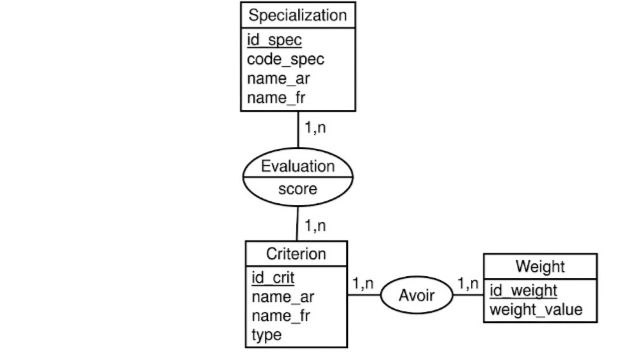 Specialization
id_spec
code_spec
name_ar
name_fr
1,n
Evaluation
score
1,n
Criterion
id_crit
name_ar
name_fr
type
1,n
Avoir
1,n
Weight
id_weight
weight_value